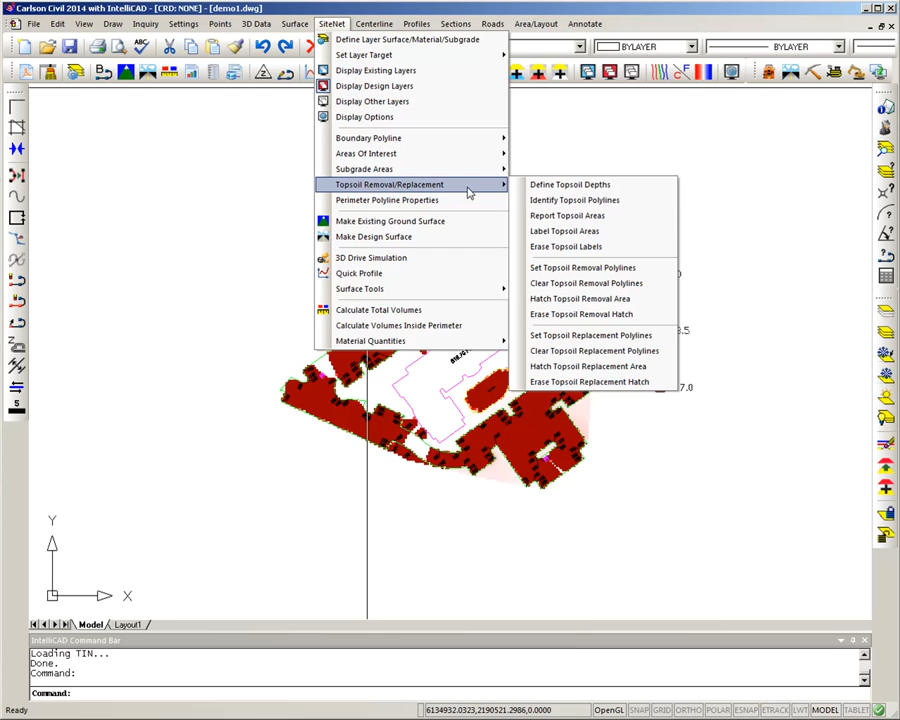 Carlson Civil 2014 with IntelliCAD [CRD: NONE] - [demo1.dwg]
File Edit View Draw Inquiry Settings Points 3D Data Surface SiteNet Centerline Profiles Sections Roads Area/Layout Annotate
BYLAYER BYLAYER
Define Layer Surface/Material/Subgrade
Set Layer Target
Display Existing Layers
Display Design Layers
Display Other Layers
Display Options
Boundary Polyline
Areas Of Interest
Subgrade Areas
Topsoil Removal/Replacement
Perimeter Polyline Properties
Make Existing Ground Surface
Make Design Surface
3D Drive Simulation
Quick Profile
Surface Tools
Calculate Total Volumes
Calculate Volumes Inside Perimeter
Material Quantities
Define Topsoil Depths
Identify Topsoil Polylines
Report Topsoil Areas
Label Topsoil Areas
Erase Topsoil Labels
Set Topsoil Removal Polylines
Clear Topsoil Removal Polylines
Hatch Topsoil Removal Area
Erase Topsoil Removal Hatch
Set Topsoil Replacement Polylines
Clear Topsoil Replacement Polylines
Hatch Topsoil Replacement Area
Erase Topsoil Replacement Hatch
7.0
5
Y
X
Model Layout1
IntelliCAD Command Bar
Loading TIN...
Done.
Command:
Command:
Ready 6134932.0323,2190521.2986,0.0000 OpenGL SNAP GRID ORTHO POLAR ESNAP ETRACK LWT MODEL TABLET